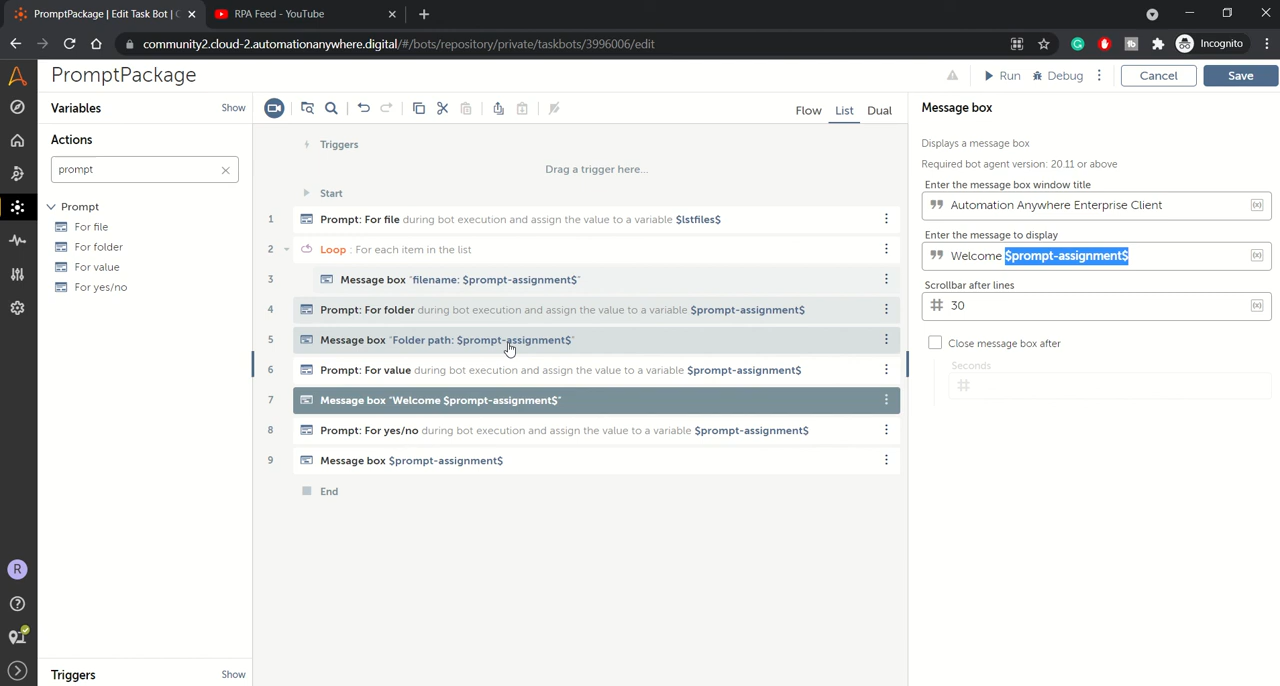 PromptPackage | Edit Task Bot | C
RPA Feed - YouTube
community2.cloud-2.automationanywhere.digital/#/bots/repository/private/taskbots/3996006/edit
Incognito
PromptPackage
Run
Debug
Cancel
Save
Variables
Show
Actions
prompt
Prompt
For file
For folder
For value
For yes/no
Triggers
Show
R
Flow
List
Dual
Triggers
Drag a trigger here...
Start
1 Prompt: For file during bot execution and assign the value to a variable $lstfiles$
2 Loop : For each item in the list
3 Message box "filename: $prompt-assignment$"
4 Prompt: For folder during bot execution and assign the value to a variable $prompt-assignment$
5 Message box "Folder path: $prompt-assignment$"
6 Prompt: For value during bot execution and assign the value to a variable $prompt-assignment$
7 Message box "Welcome $prompt-assignment$"
8 Prompt: For yes/no during bot execution and assign the value to a variable $prompt-assignment$
9 Message box $prompt-assignment$
End
Message box
Displays a message box
Required bot agent version: 20.11 or above
Enter the message box window title
Automation Anywhere Enterprise Client
Enter the message to display
Welcome $prompt-assignment$
Scrollbar after lines
30
Close message box after
Seconds